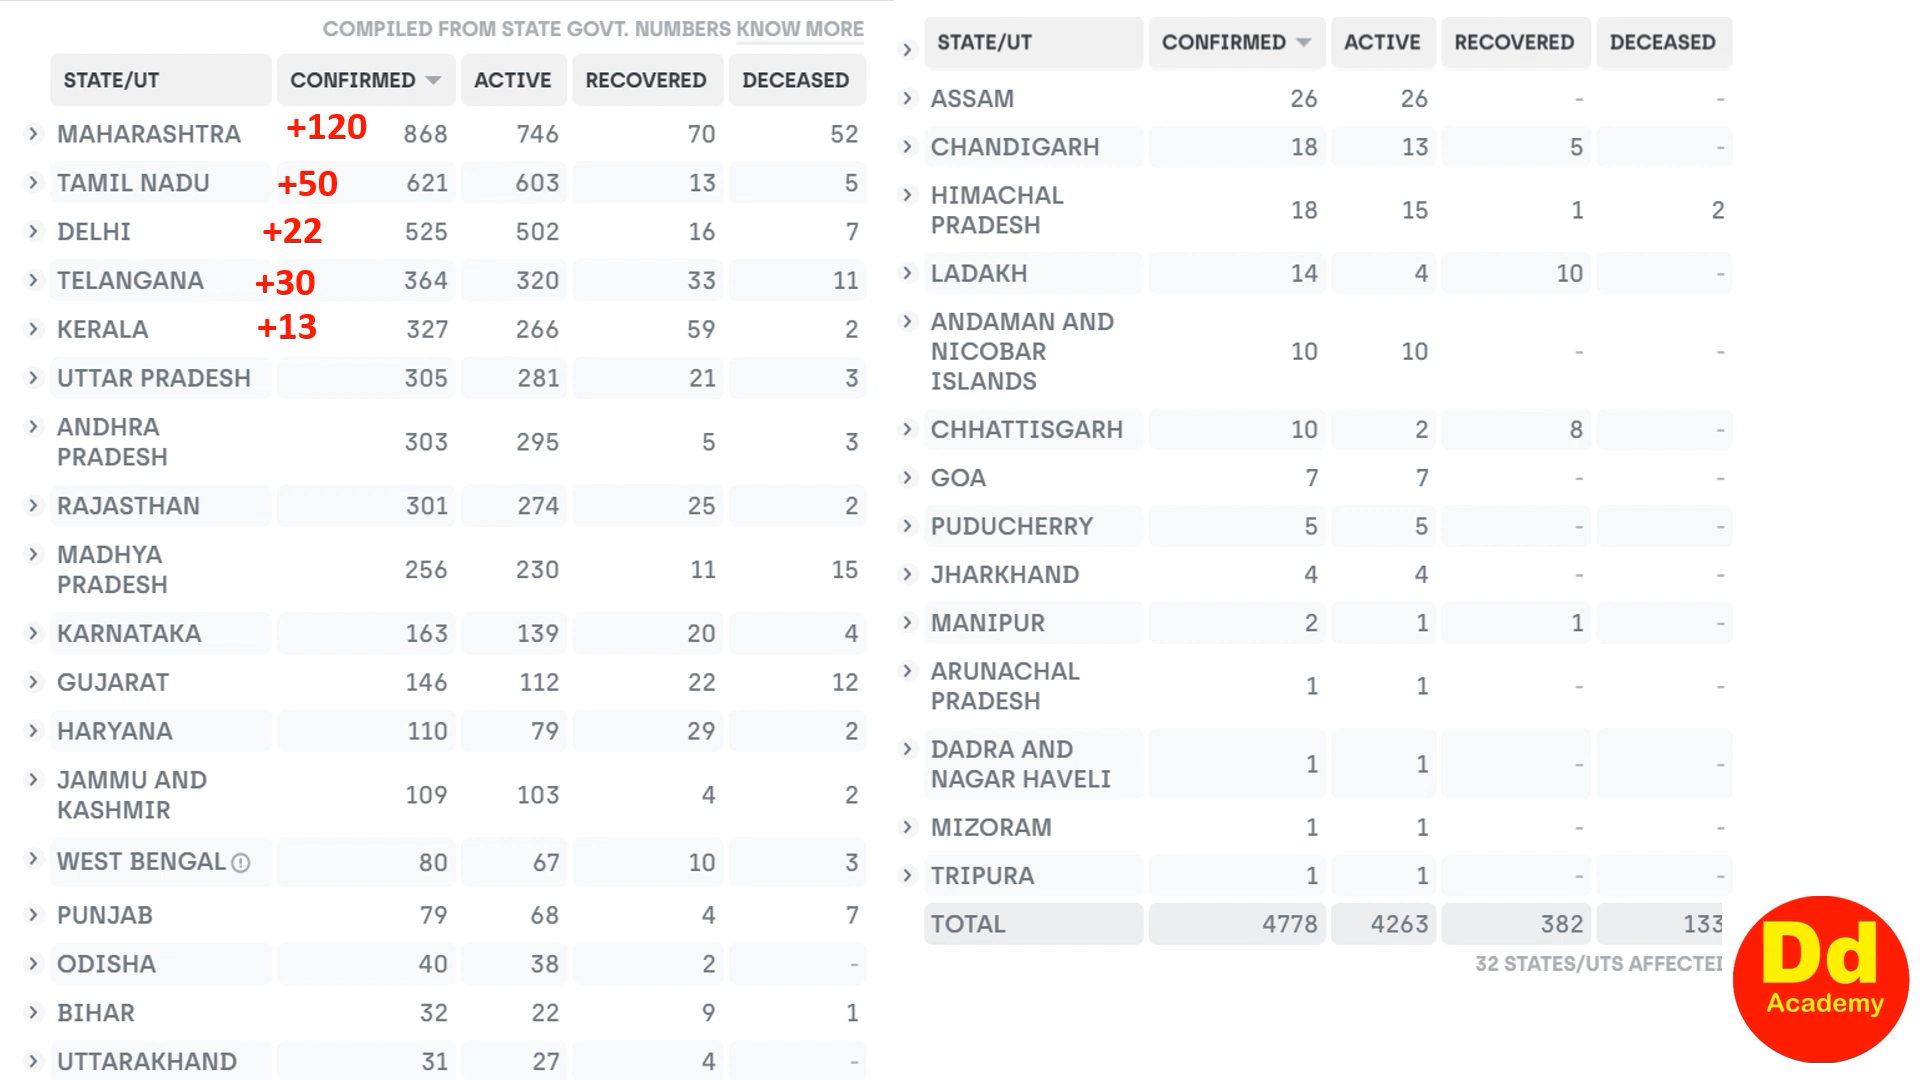 COMPILED FROM STATE GOVT. NUMBERS KNOW MORE
STATE/UT CONFIRMED ACTIVE RECOVERED DECEASED
MAHARASHTRA +120 868 746 70 52
TAMIL NADU +50 621 603 13 5
DELHI +22 525 502 16 7
TELANGANA +30 364 320 33 11
KERALA +13 327 266 59 2
UTTAR PRADESH 305 281 21 3
ANDHRA
PRADESH 303 295 5 3
RAJASTHAN 301 274 25 2
MADHYA
PRADESH 256 230 11 15
KARNATAKA 163 139 20 4
GUJARAT 146 112 22 12
HARYANA 110 79 29 2
JAMMU AND
KASHMIR 109 103 4 2
WEST BENGAL 80 67 10 3
PUNJAB 79 68 4 7
ODISHA 40 38 2 -
BIHAR 32 22 9 1
UTTARAKHAND 31 27 4 -
STATE/UT CONFIRMED ACTIVE RECOVERED DECEASED
ASSAM 26 26 - -
CHANDIGARH 18 13 5 -
HIMACHAL
PRADESH 18 15 1 2
LADAKH 14 4 10 -
ANDAMAN AND
NICOBAR 10 10 - -
ISLANDS
CHHATTISGARH 10 2 8 -
GOA 7 7 - -
PUDUCHERRY 5 5 - -
JHARKHAND 4 4 - -
MANIPUR 2 1 1 -
ARUNACHAL
PRADESH 1 1 - -
DADRA AND
NAGAR HAVELI 1 1 - -
MIZORAM 1 1 - -
TRIPURA 1 1 - -
TOTAL 4778 4263 382 133
32 STATES/UTS AFFECTE
Dd
Academy